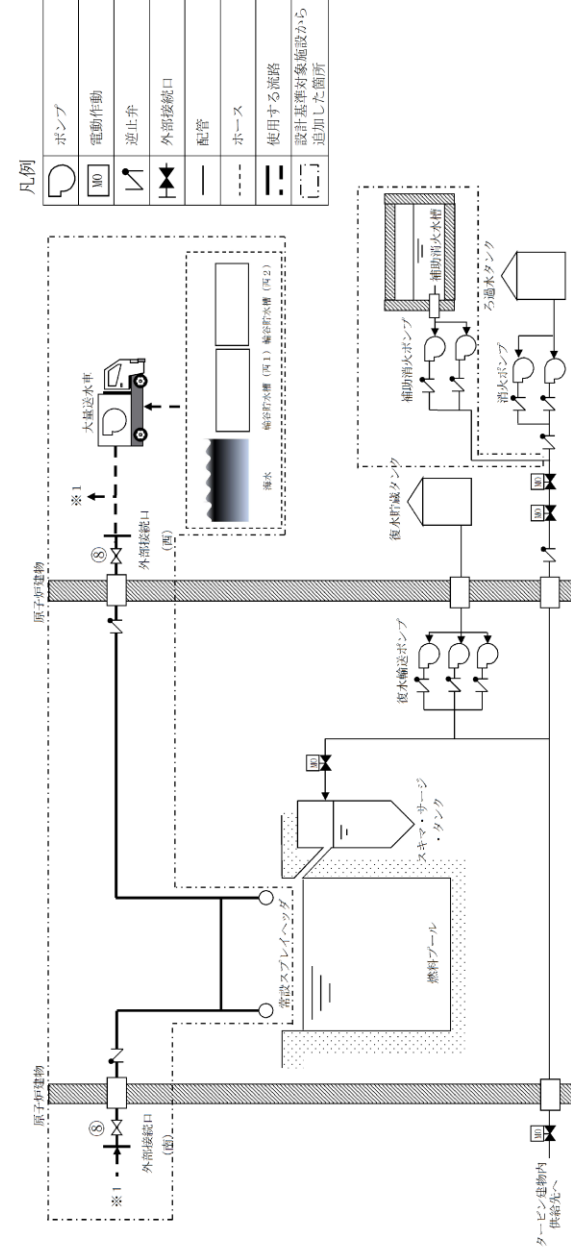 凡例
ポンプ
MO
電動作動
逆止弁
外部接続口
配管
ホース
使用する流路
設計基準対象施設から
追加した箇所
原子炉建物
原子炉建物
大量送水車
※1
⑧
外部接続口
(西)
海水
輪谷貯水槽(西1)
輪谷貯水槽(西2)
※1
⑧
外部接続口
(南)
常設スプレイヘッダ
燃料プール
スキマ・サージ
・タンク
MO
復水輸送ポンプ
復水貯蔵タンク
補助消火ポンプ
補助消火水槽
消火ポンプ
ろ過水タンク
MO
MO
MO
タービン建物内
供給先へ